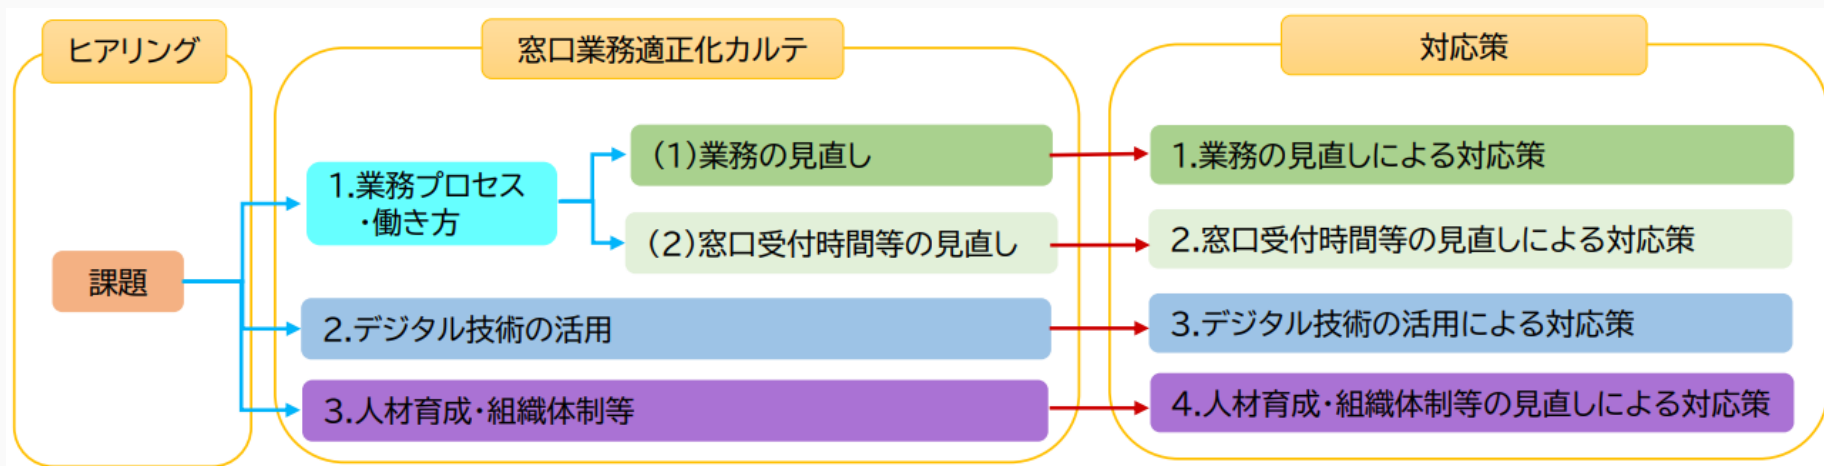 ヒアリング
窓口業務適正化カルテ
対応策
課題
1.業務プロセス
・働き方
(1)業務の見直し
(2)窓口受付時間等の見直し
2.デジタル技術の活用
3.人材育成・組織体制等
1.業務の見直しによる対応策
2.窓口受付時間等の見直しによる対応策
3.デジタル技術の活用による対応策
4.人材育成・組織体制等の見直しによる対応策